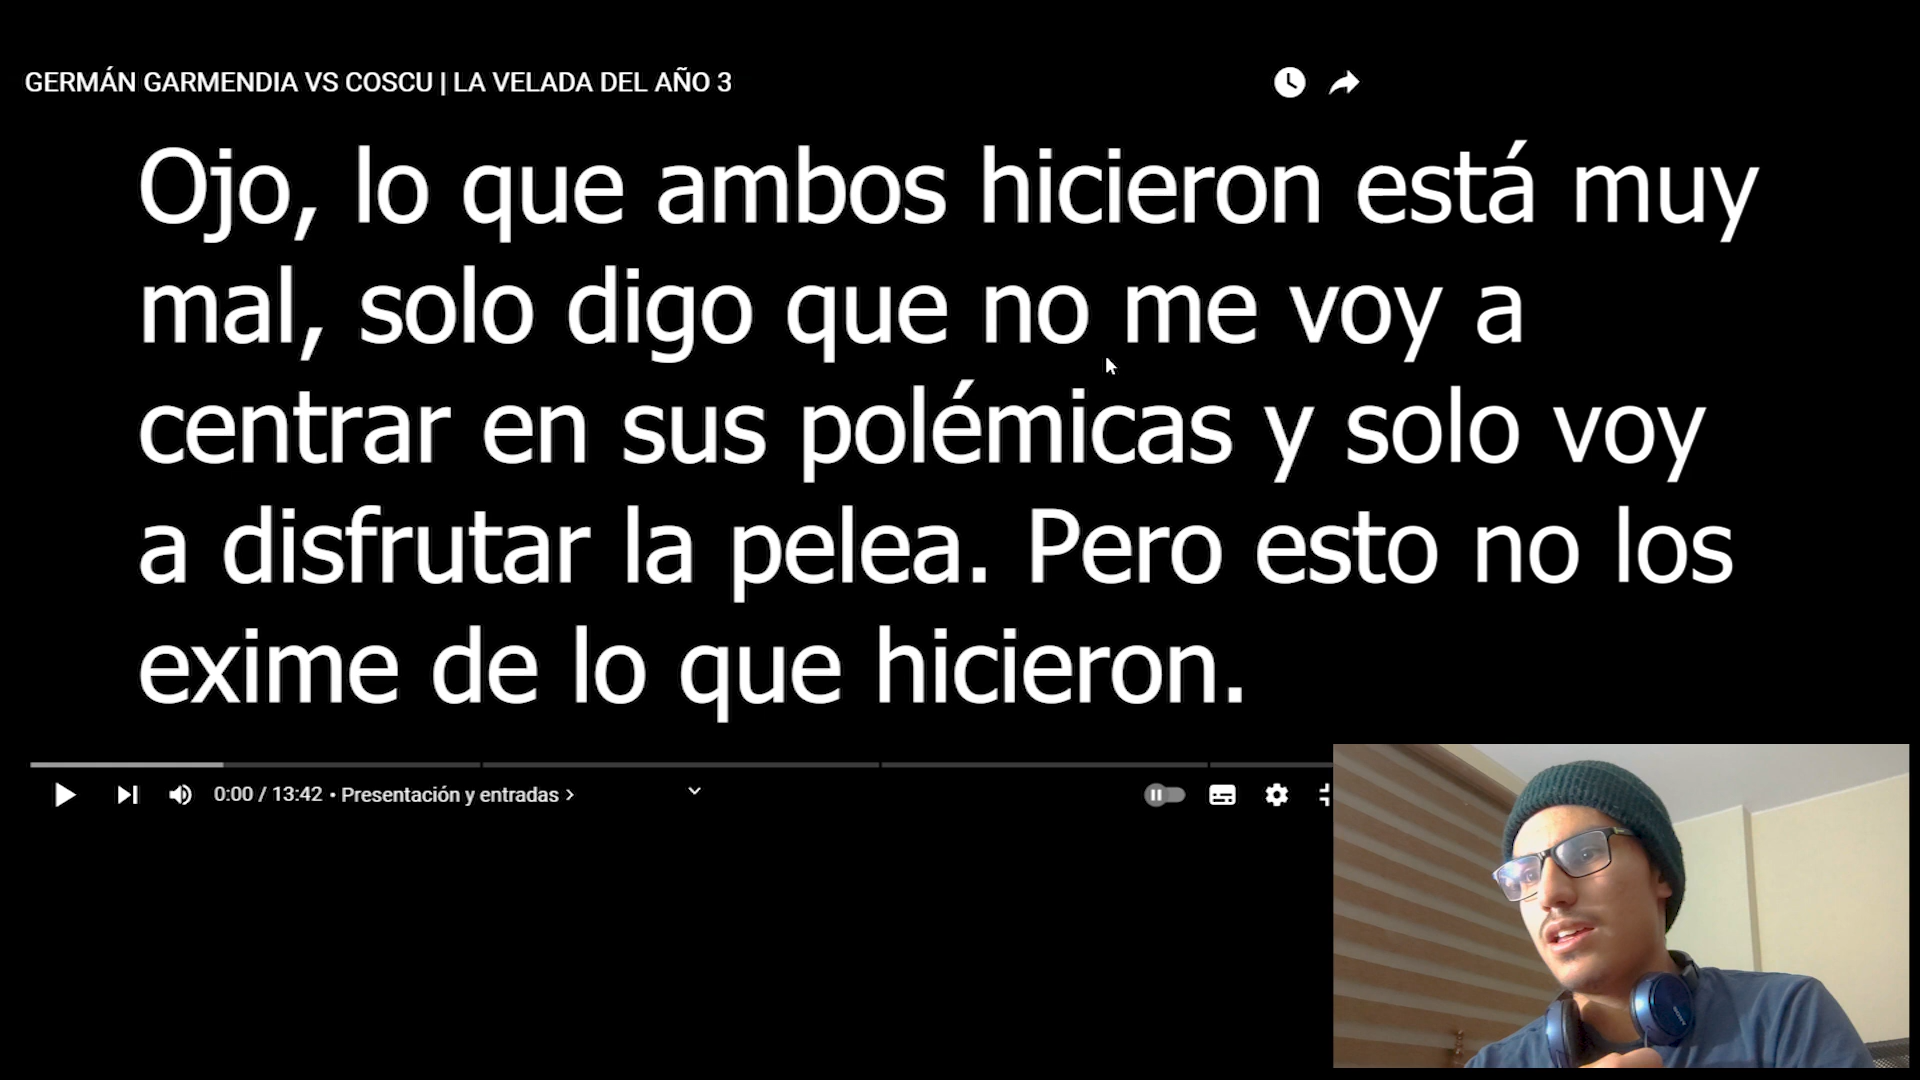 GERMÁN GARMENDIA VS COSCU | LA VELADA DEL AÑO 3
Ojo, lo que ambos hicieron está muy
mal, solo digo que no me voy a
centrar en sus polémicas y solo voy
a disfrutar la pelea. Pero esto no los
exime de lo que hicieron.
0:00 / 13:42 • Presentación y entradas >